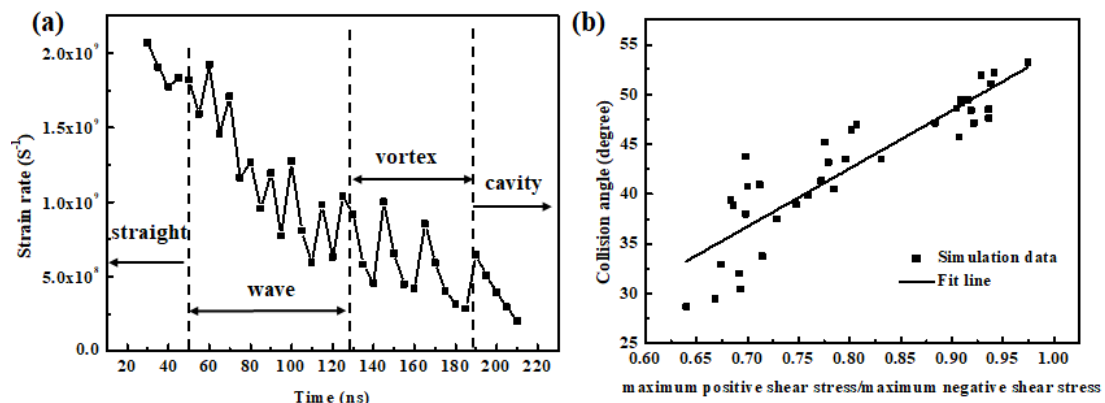 (a)
Strain rate (S⁻¹)
2.0x10⁹
1.5x10⁹
1.0x10⁹
5.0x10⁸
0.0
straight
wave
vortex
cavity
20 40 60 80 100 120 140 160 180 200 220
Time (ns)
(b)
Collision angle (degree)
55
50
45
40
35
30
25
Simulation data
Fit line
0.60 0.65 0.70 0.75 0.80 0.85 0.90 0.95 1.00
maximum positive shear stress/maximum negative shear stress